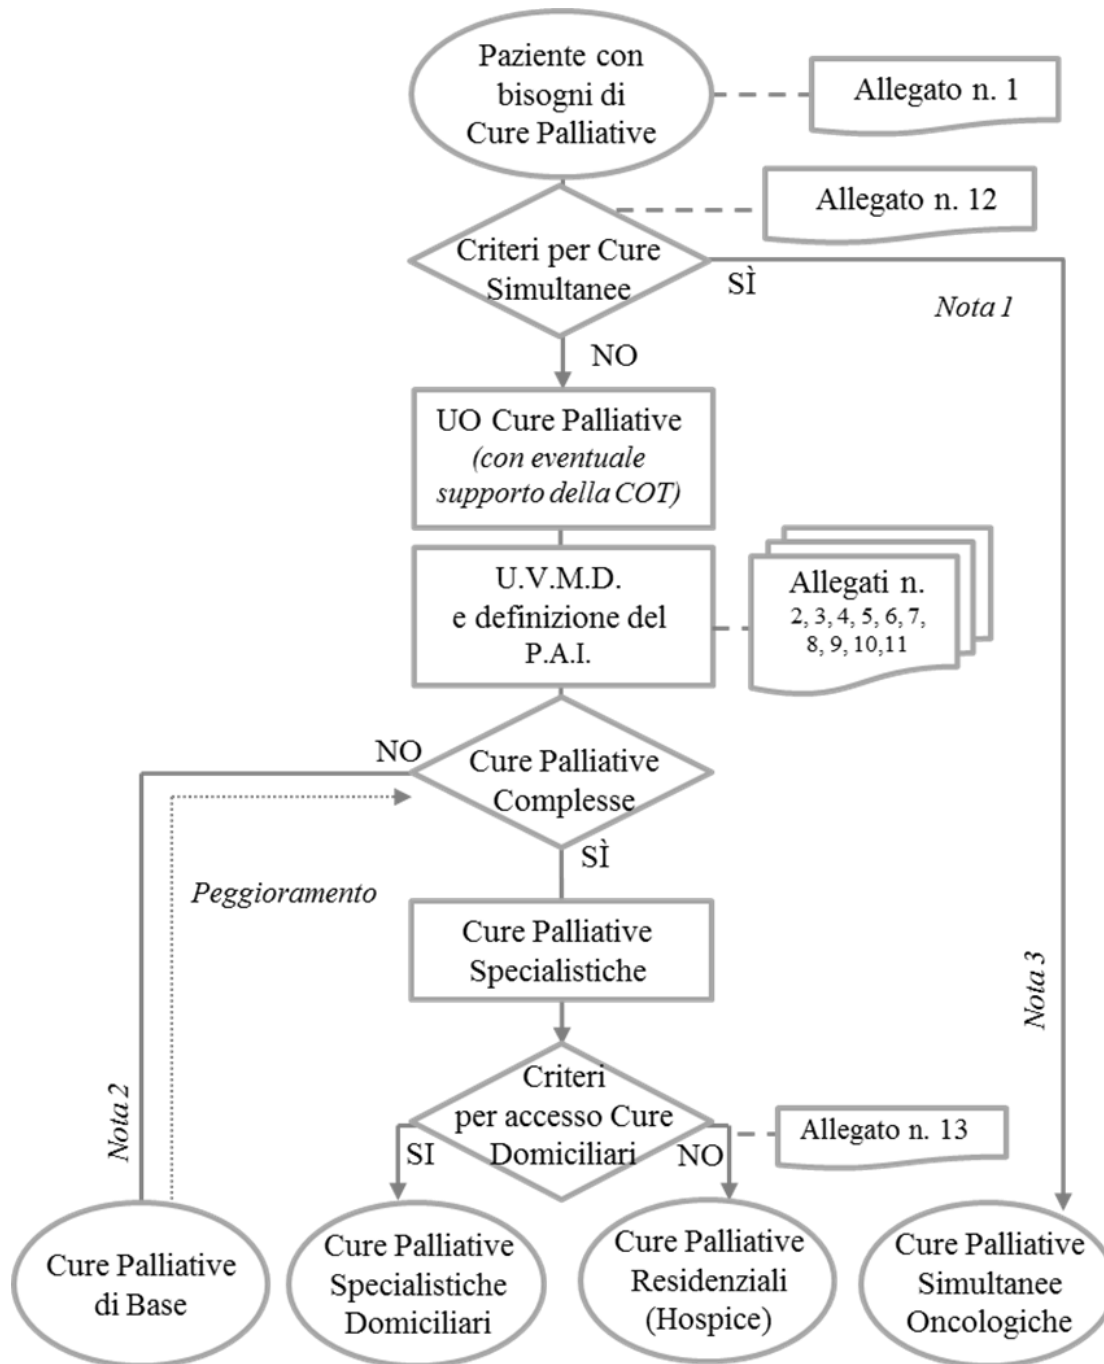 Paziente con
bisogni di
Cure Palliative
Allegato n. 1
Allegato n. 12
Criteri per Cure
Simultanee
SÌ
Nota 1
NO
UO Cure Palliative
(con eventuale
supporto della COT)
U.V.M.D.
e definizione del
P.A.I.
Allegati n.
2, 3, 4, 5, 6, 7,
8, 9, 10,11
NO
Cure Palliative
Complesse
SÌ
Peggioramento
Cure Palliative
Specialistiche
Nota 3
Nota 2
Criteri
per accesso Cure
Domiciliari
Allegato n. 13
SI
NO
Cure Palliative
di Base
Cure Palliative
Specialistiche
Domiciliari
Cure Palliative
Residenziali
(Hospice)
Cure Palliative
Simultanee
Oncologiche